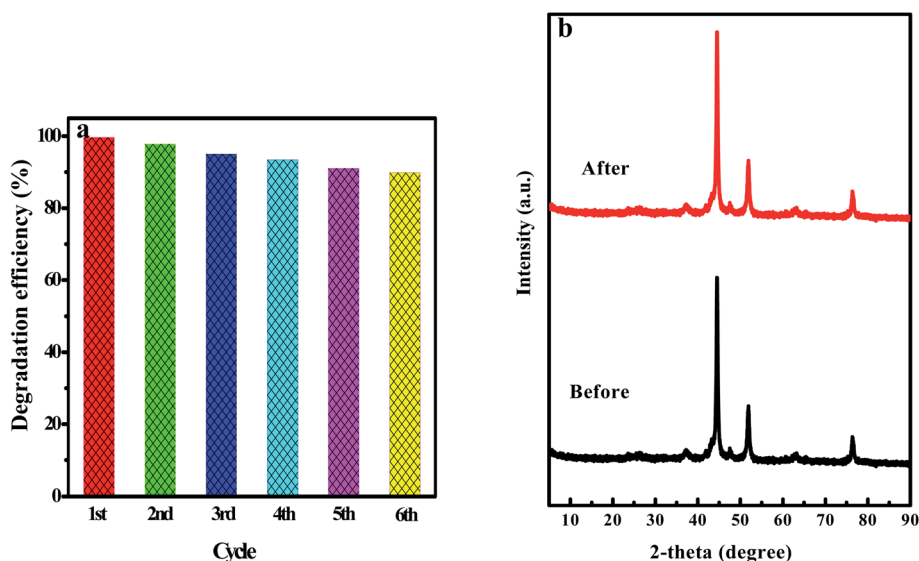 a
Degradation efficiency (%)
100
80
60
40
20
0
1st 2nd 3rd 4th 5th 6th
Cycle
b
After
Before
Intensity (a.u.)
10 20 30 40 50 60 70 80 90
2-theta (degree)